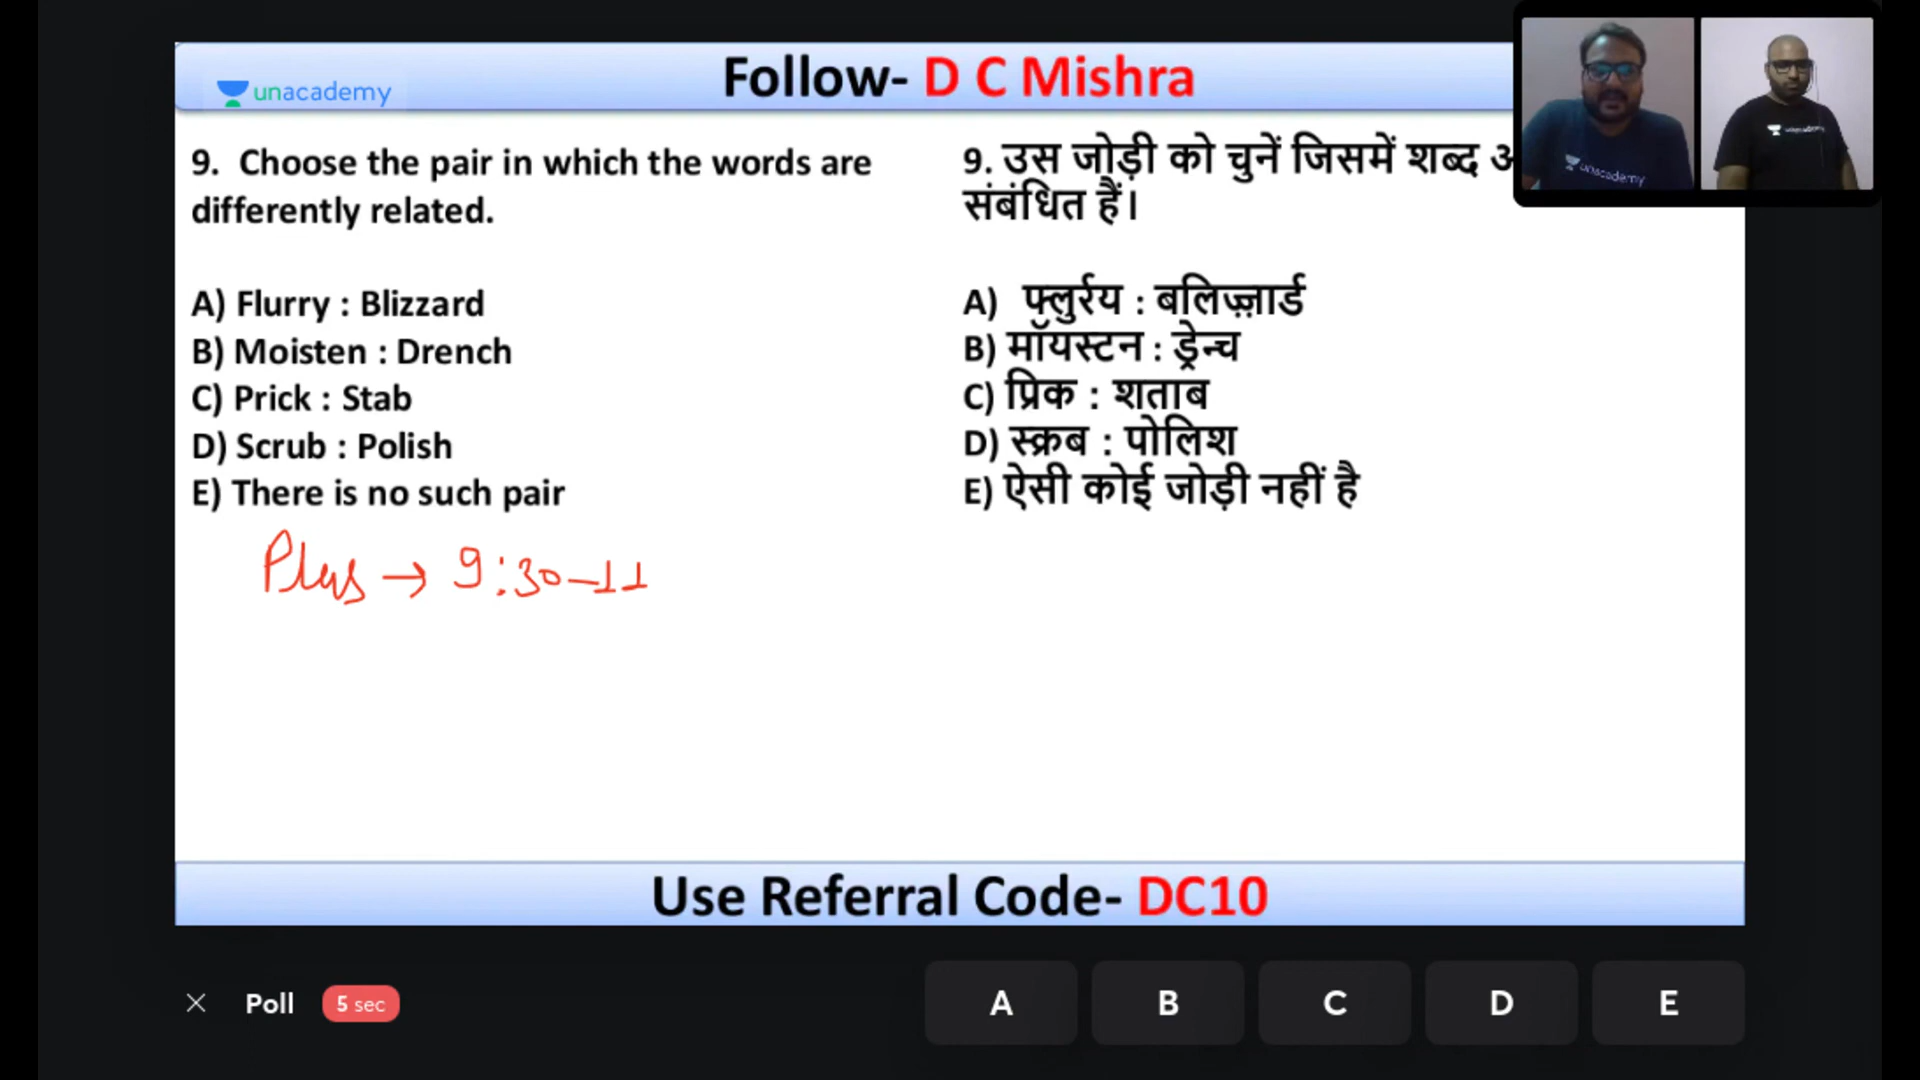 Follow- D C Mishra
unacademy
unacademy
unacademy
9. Choose the pair in which the words are
differently related.
A) Flurry : Blizzard
B) Moisten : Drench
C) Prick : Stab
D) Scrub : Polish
E) There is no such pair
Plus → 9:30-11
9. उस जोड़ी को चुनें जिसमें शब्द
संबंधित हैं।
A) फ्लुर्रय : बलिज़्ज़ार्ड
B) मॉयस्टन : ड्रेन्च
C) प्रिक : शताब
D) स्क्रब : पोलिश
E) ऐसी कोई जोड़ी नहीं है
Use Referral Code- DC10
Poll 5 sec A B C D E